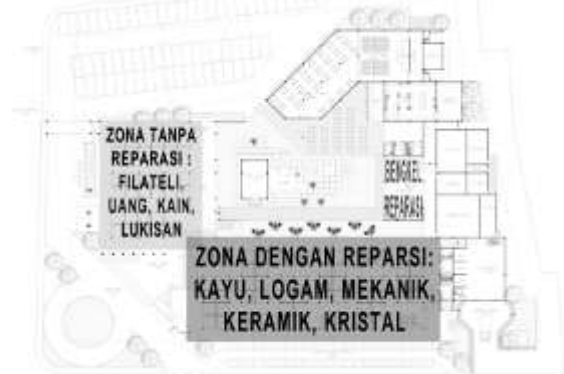 ZONA TANPA
REPARASI :
FILATELI,
UANG, KAIN,
LUKISAN
BENGKEL
REPARASI
ZONA DENGAN REPARSI:
KAYU, LOGAM, MEKANIK,
KERAMIK, KRISTAL